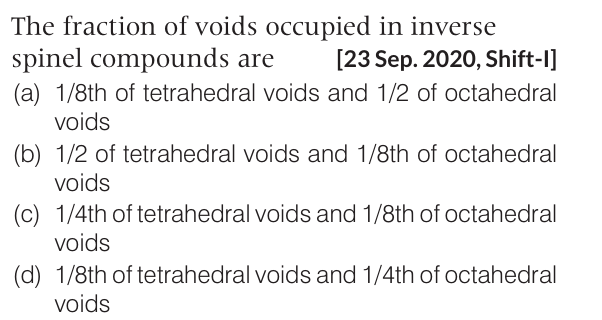 The fraction of voids occupied in inverse
spinel compounds are [23 Sep. 2020, Shift-I]
(a) 1/8th of tetrahedral voids and 1/2 of octahedral
voids
(b) 1/2 of tetrahedral voids and 1/8th of octahedral
voids
(c) 1/4th of tetrahedral voids and 1/8th of octahedral
voids
(d) 1/8th of tetrahedral voids and 1/4th of octahedral
voids